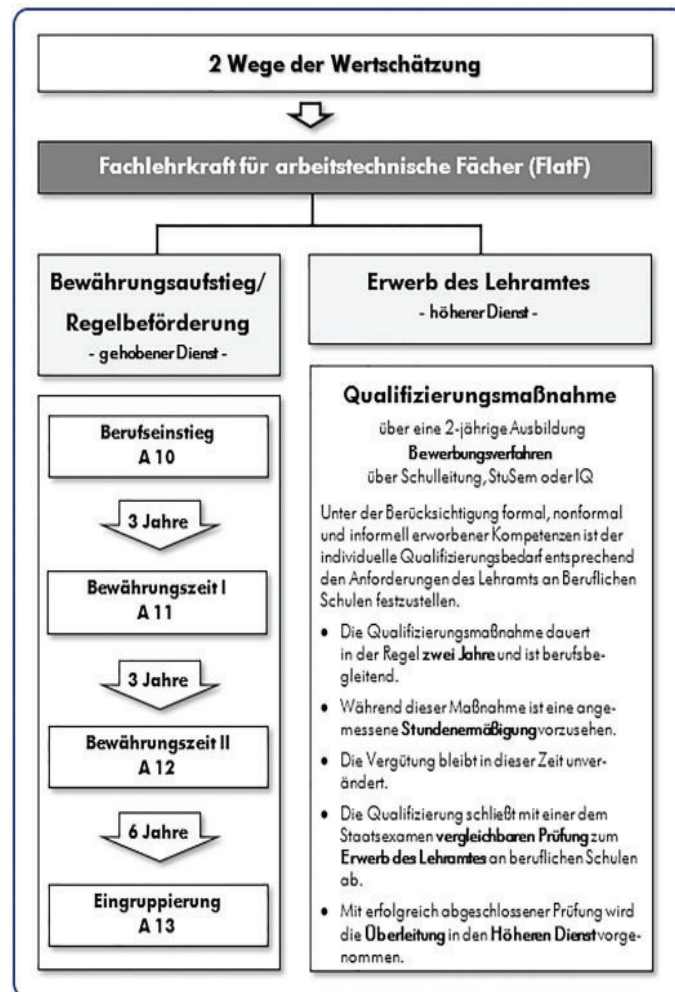 2 Wege der Wertschätzung
Fachlehrkraft für arbeitstechnische Fächer (FlatF)
Bewährungsaufstieg/
Regelbeförderung
- gehobener Dienst -
Berufseinstieg
A 10
3 Jahre
Bewährungszeit I
A 11
3 Jahre
Bewährungszeit II
A 12
6 Jahre
Eingruppierung
A 13
Erwerb des Lehramtes
- höherer Dienst -
Qualifizierungsmaßnahme
über eine 2-jährige Ausbildung
Bewerbungsverfahren
über Schulleitung, StuSem oder IQ
Unter der Berücksichtigung formal, nonformal
und informell erworbener Kompetenzen ist der
individuelle Qualifizierungsbedarf entsprechend
den Anforderungen des Lehramts an Beruflichen
Schulen festzustellen.
• Die Qualifizierungsmaßnahme dauert
in der Regel zwei Jahre und ist berufsbe-
gleitend.
• Während dieser Maßnahme ist eine ange-
messene Stundenermäßigung vorzusehen.
• Die Vergütung bleibt in dieser Zeit unver-
ändert.
• Die Qualifizierung schließt mit einer dem
Staatsexamen vergleichbaren Prüfung zum
Erwerb des Lehramtes an beruflichen Schulen
ab.
• Mit erfolgreich abgeschlossener Prüfung wird
die Überleitung in den Höheren Dienst vorge-
nommen.